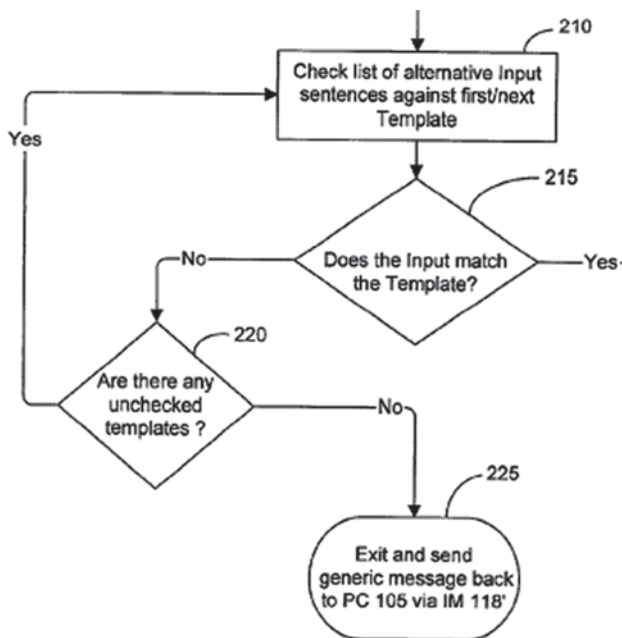 210
Check list of alternative Input
sentences against first/next
Template
Yes
215
Does the Input match
the Template?
No
Yes
220
Are there any
unchecked
templates ?
No
225
Exit and send
generic message back
to PC 105 via IM 118'